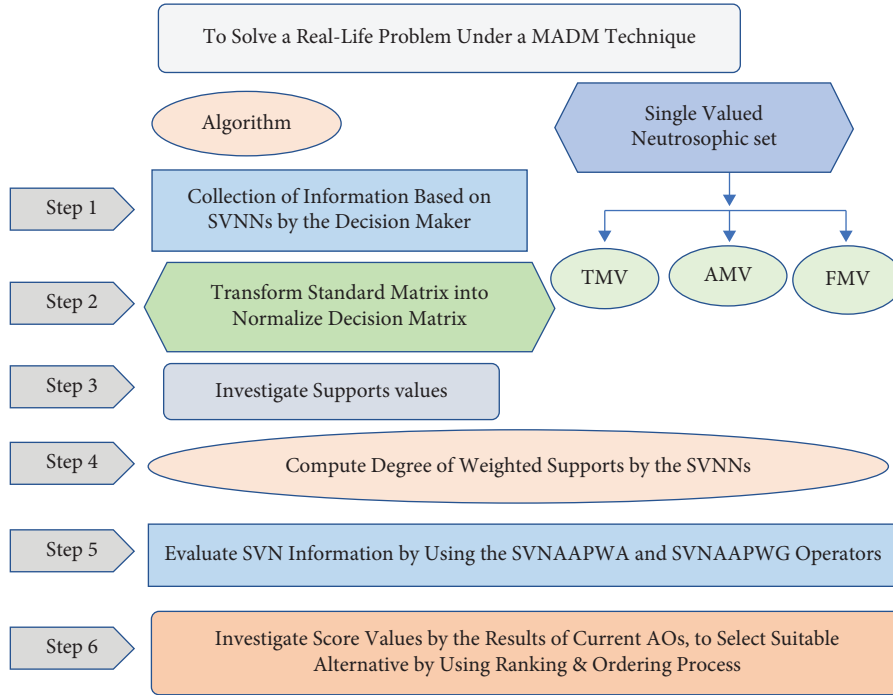 To Solve a Real-Life Problem Under a MADM Technique
Algorithm
Single Valued
Neutrosophic set
Step 1
Collection of Information Based on
SVNNs by the Decision Maker
TMV
AMV
FMV
Step 2
Transform Standard Matrix into
Normalize Decision Matrix
Step 3
Investigate Supports values
Step 4
Compute Degree of Weighted Supports by the SVNNs
Step 5
Evaluate SVN Information by Using the SVNAAPWA and SVNAAPWG Operators
Step 6
Investigate Score Values by the Results of Current AOs, to Select Suitable
Alternative by Using Ranking & Ordering Process